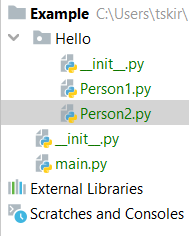 Example C:\Users\tskir\
Hello
__init__.py
Person1.py
Person2.py
__init__.py
main.py
External Libraries
Scratches and Consoles